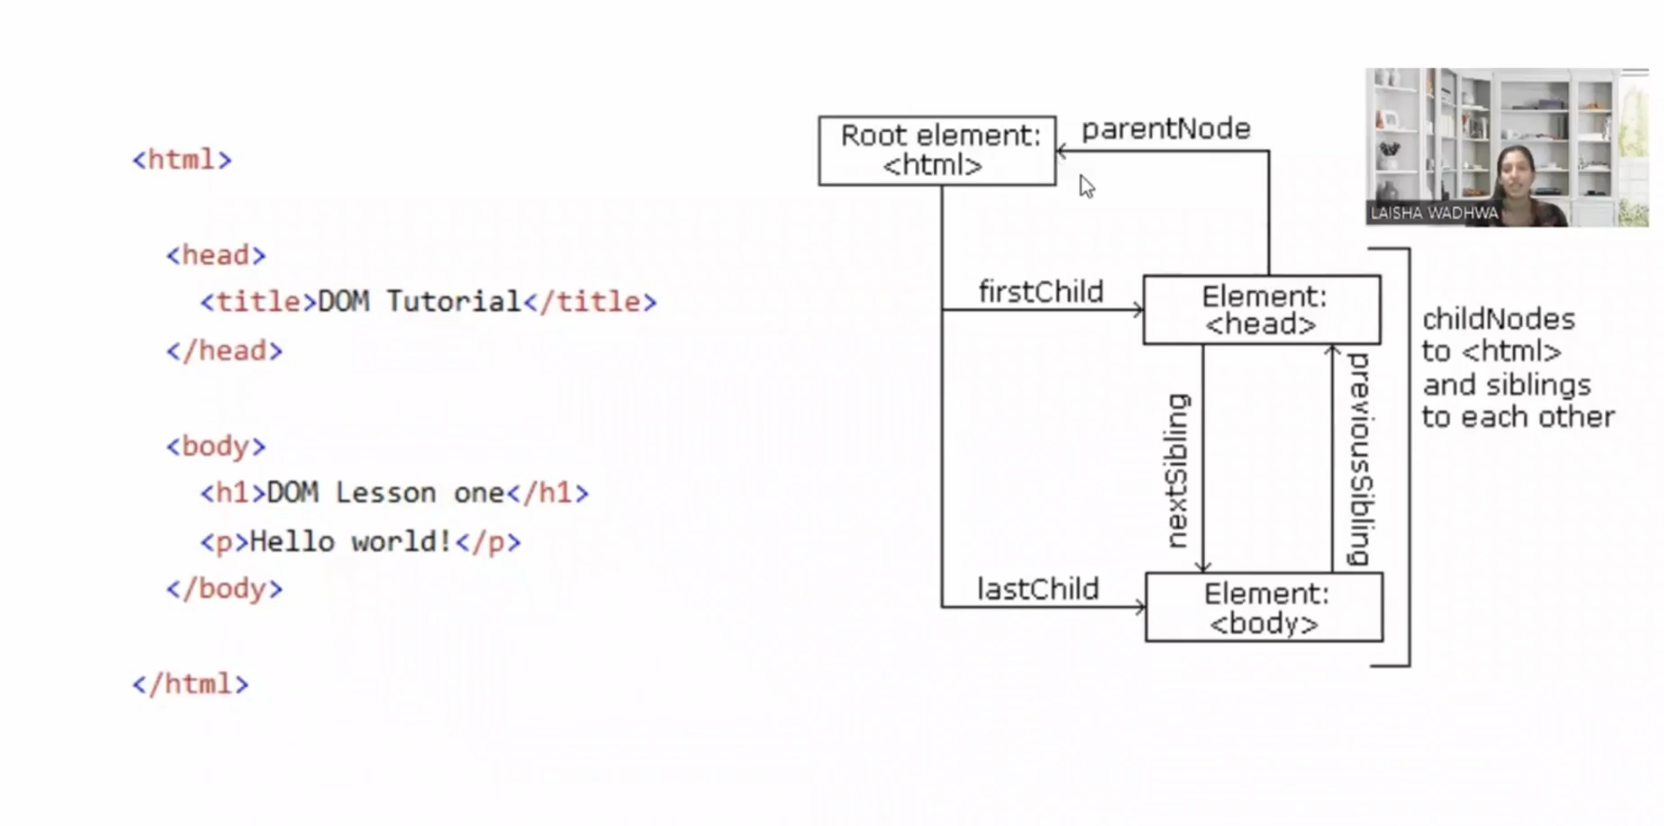 <html>
<head>
<title>DOM Tutorial</title>
</head>
<body>
<h1>DOM Lesson one</h1>
<p>Hello world!</p>
</body>
</html>
Root element:
<html>
parentNode
LAISHA WADHWA
firstChild
Element:
<head>
nextSibling
previousSibling
lastChild
Element:
<body>
childNodes
to <html>
and siblings
to each other